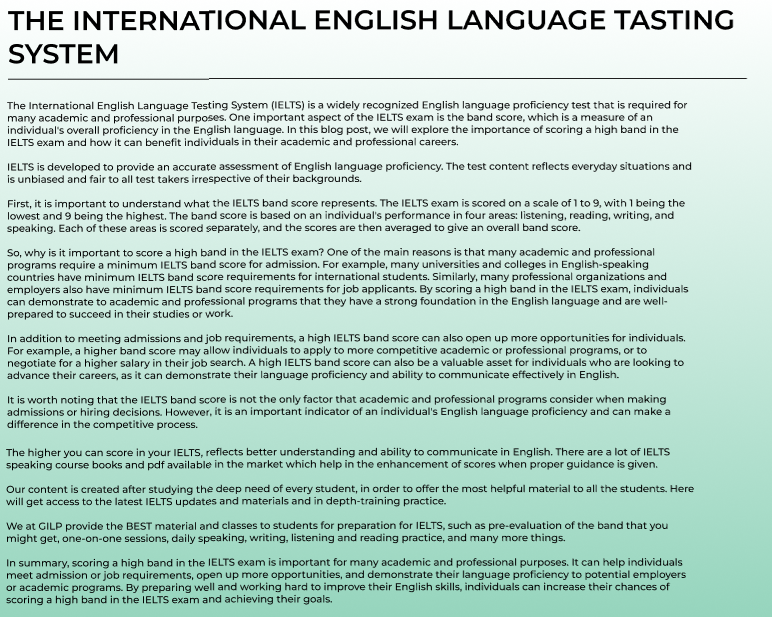 THE INTERNATIONAL ENGLISH LANGUAGE TASTING
SYSTEM
The International English Language Testing System (IELTS) is a widely recognized English language proficiency test that is required for
many academic and professional purposes. One important aspect of the IELTS exam is the band score, which is a measure of an
individual's overall proficiency in the English language. In this blog post, we will explore the importance of scoring a high band in the
IELTS exam and how it can benefit individuals in their academic and professional careers.
IELTS is developed to provide an accurate assessment of English language proficiency. The test content reflects everyday situations and
is unbiased and fair to all test takers irrespective of their backgrounds.
First, it is important to understand what the IELTS band score represents. The IELTS exam is scored on a scale of 1 to 9, with 1 being the
lowest and 9 being the highest. The band score is based on an individual's performance in four areas: listening, reading, writing, and
speaking. Each of these areas is scored separately, and the scores are then averaged to give an overall band score.
So, why is it important to score a high band in the IELTS exam? One of the main reasons is that many academic and professional
programs require a minimum IELTS band score for admission. For example, many universities and colleges in English-speaking
countries have minimum IELTS band score requirements for international students. Similarly, many professional organizations and
employers also have minimum IELTS band score requirements for job applicants. By scoring a high band in the IELTS exam, individuals
can demonstrate to academic and professional programs that they have a strong foundation in the English language and are well-
prepared to succeed in their studies or work.
In addition to meeting admissions and job requirements, a high IELTS band score can also open up more opportunities for individuals.
For example, a higher band score may allow individuals to apply to more competitive academic or professional programs, or to
negotiate for a higher salary in their job search. A high IELTS band score can also be a valuable asset for individuals who are looking to
advance their careers, as it can demonstrate their language proficiency and ability to communicate effectively in English.
It is worth noting that the IELTS band score is not the only factor that academic and professional programs consider when making
admissions or hiring decisions. However, it is an important indicator of an individual's English language proficiency and can make a
difference in the competitive process.
The higher you can score in your IELTS, reflects better understanding and ability to communicate in English. There are a lot of IELTS
speaking course books and pdf available in the market which help in the enhancement of scores when proper guidance is given.
Our content is created after studying the deep need of every student, in order to offer the most helpful material to all the students. Here
will get access to the latest IELTS updates and materials and in depth-training practice.
We at GILP provide the BEST material and classes to students for preparation for IELTS, such as pre-evaluation of the band that you
might get, one-on-one sessions, daily speaking, writing, listening and reading practice, and many more things.
In summary, scoring a high band in the IELTS exam is important for many academic and professional purposes. It can help individuals
meet admission or job requirements, open up more opportunities, and demonstrate their language proficiency to potential employers
or academic programs. By preparing well and working hard to improve their English skills, individuals can increase their chances of
scoring a high band in the IELTS exam and achieving their goals.